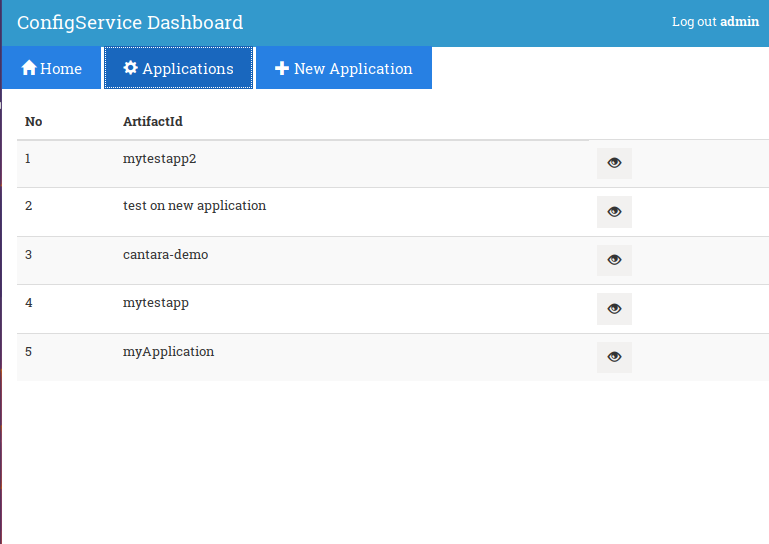 ConfigService Dashboard
Log out admin
Home
Applications
New Application
No ArtifactId
1 mytestapp2
2 test on new application
3 cantara-demo
4 mytestapp
5 myApplication